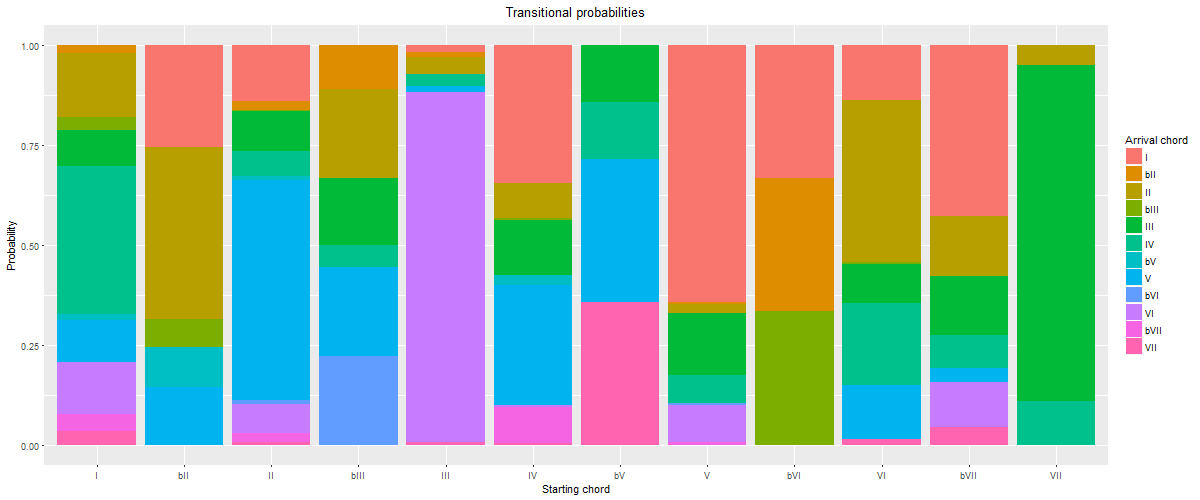 Transitional probabilities
Probability
1.00
0.75
0.50
0.25
0.00
I bII II bIII III IV bV V bVI VI bVII VII
Starting chord
Arrival chord
I
bII
II
bIII
III
IV
bV
V
bVI
VI
bVII
VII